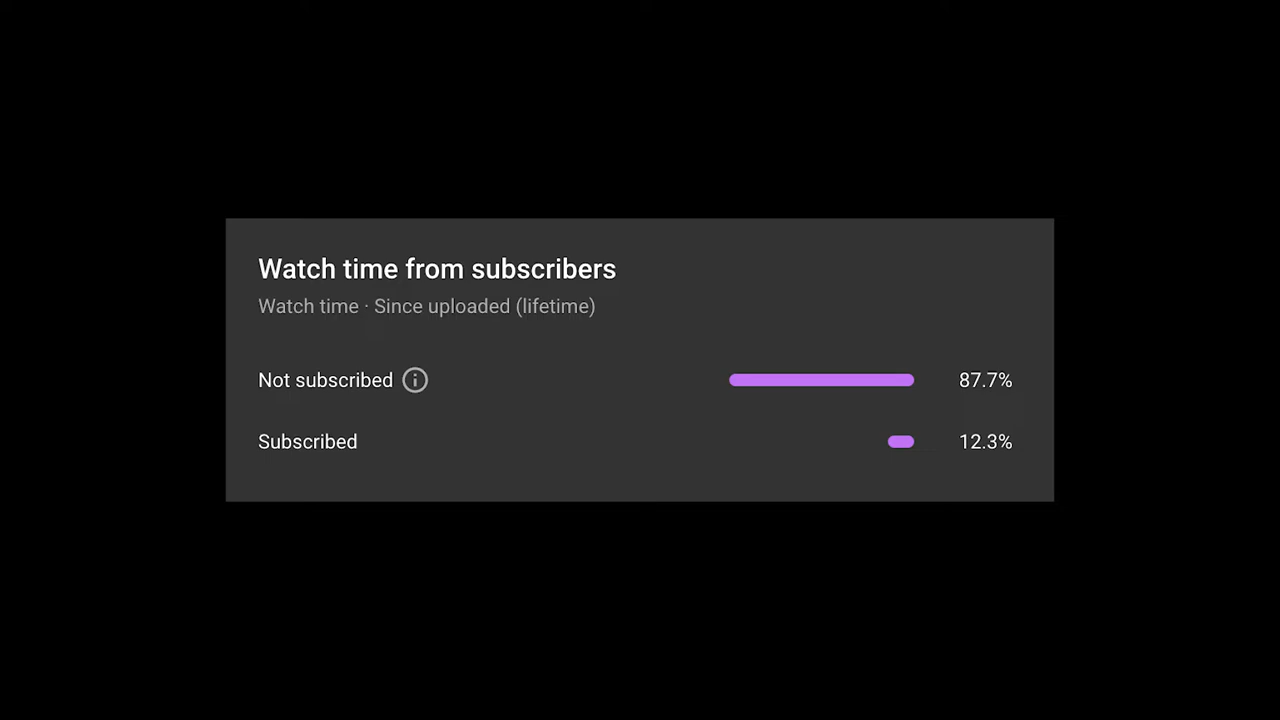 Watch time from subscribers
Watch time · Since uploaded (lifetime)
Not subscribed 87.7%
Subscribed 12.3%